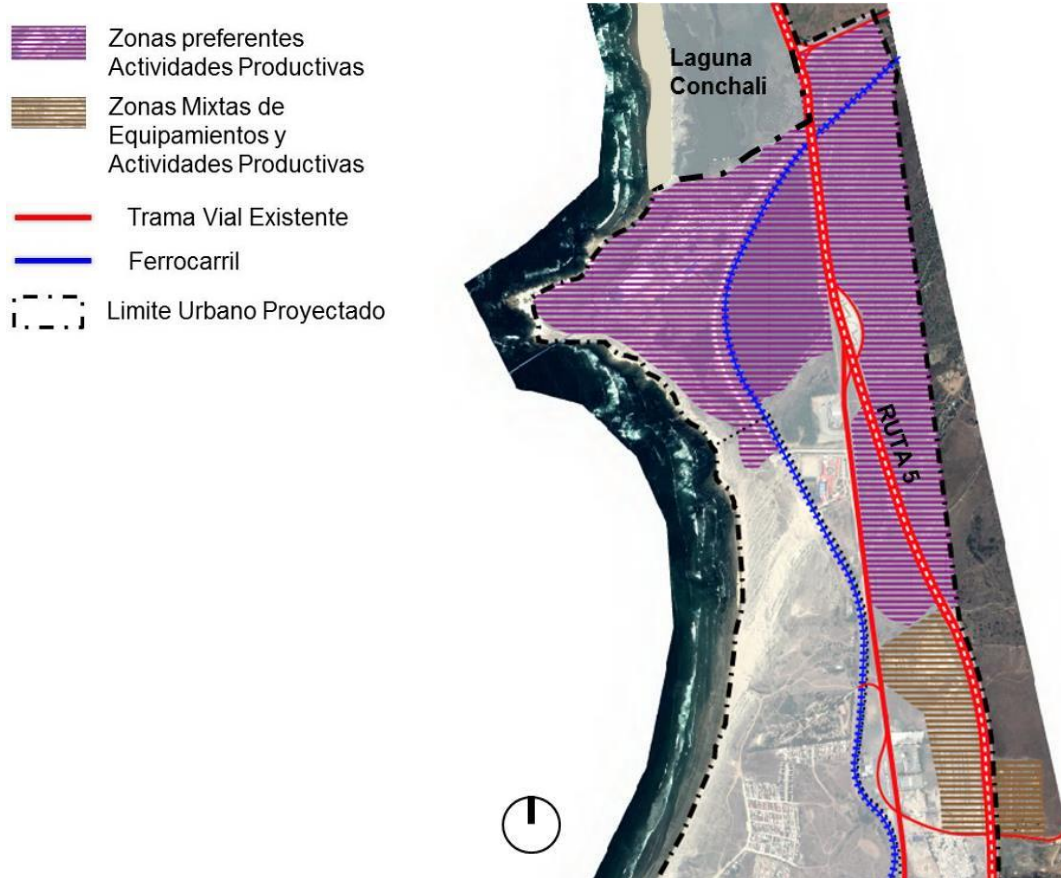 Zonas preferentes
Actividades Productivas
Zonas Mixtas de
Equipamientos y
Actividades Productivas
Trama Vial Existente
Ferrocarril
Limite Urbano Proyectado
Laguna
Conchali
RUTA 5